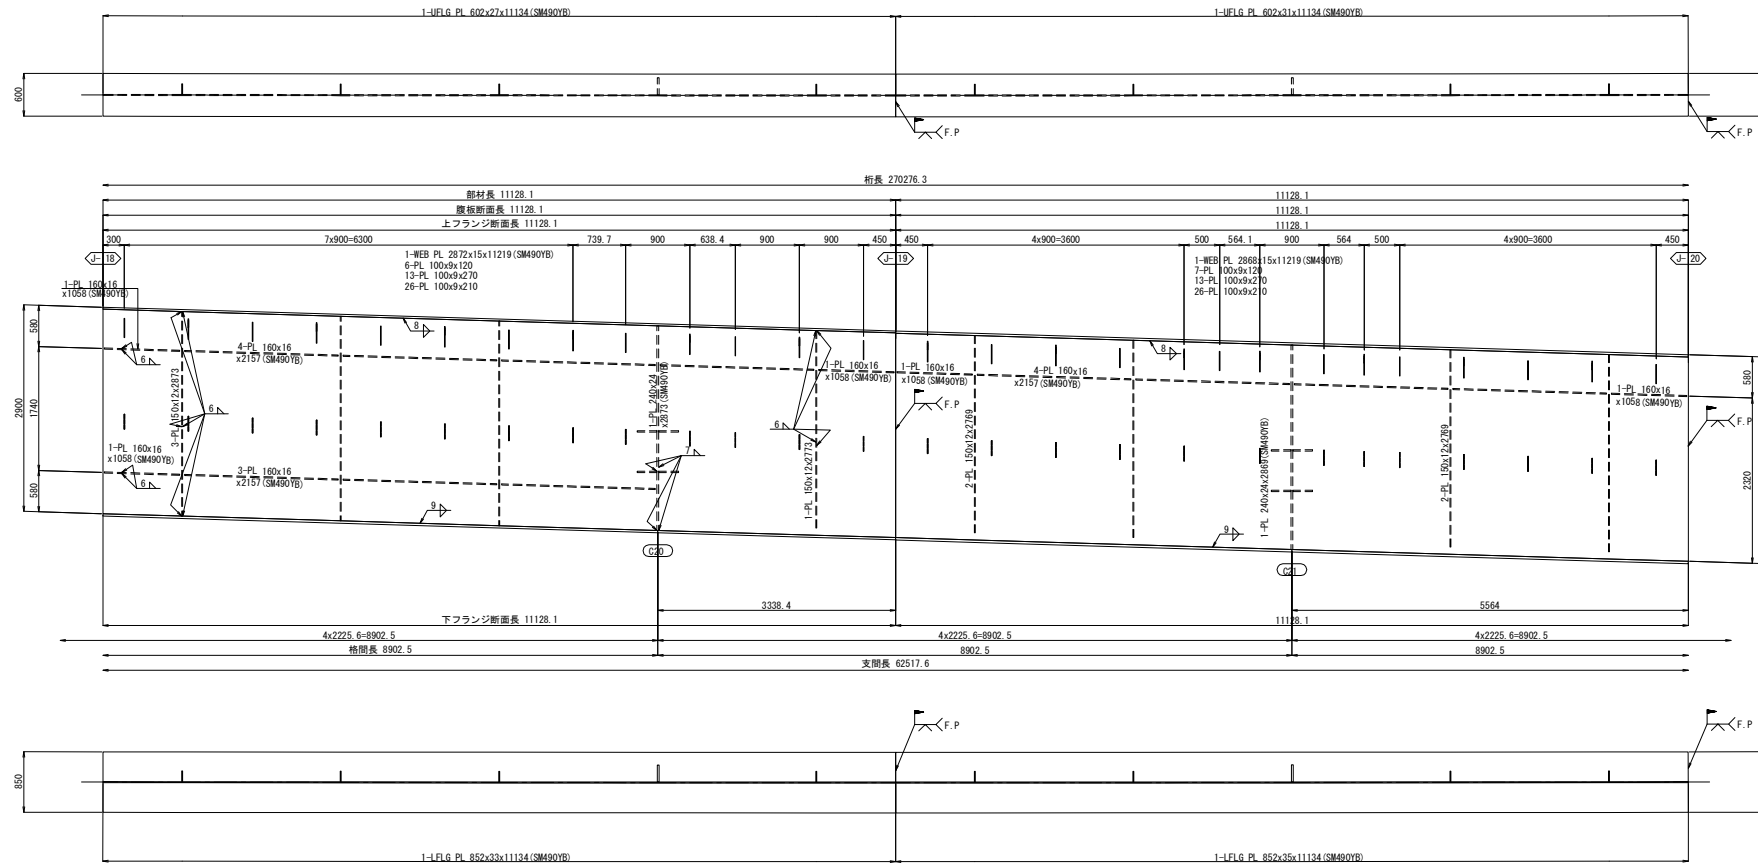 1-UFLG PL 602x27x11134(SM490YB)
1-UFLG PL 602x31x11134(SM490YB)
600
F.P
F.P
桁長 270276.3
部材長 11128.1
11128.1
腹板断面長 11128.1
11128.1
上フランジ断面長 11128.1
11128.1
300
7x900=6300
739.7
900
638.4
900
900
450
450
4x900=3600
500
564.1
900
564
500
4x900=3600
450
J- 18
J- 19
J- 20
1-WEB PL 2872x15x11219(SM490YB)
6-PL 100x9x120
13-PL 100x9x270
26-PL 100x9x210
1-WEB PL 2868x15x11219(SM490YB)
7-PL 100x9x120
13-PL 100x9x270
26-PL 100x9x210
1-PL 160x16
x1058(SM490YB)
580
2900
1740
580
8
6
4-PL 160x16
x2157(SM490YB)
3-PL 150x12x2873
6
1-PL 240x24
x2873(SM490YB)
1-PL 160x16
x1058(SM490YB)
1-PL 160x16
x1058(SM490YB)
4-PL 160x16
x2157(SM490YB)
8
580
1-PL 160x16
x1058(SM490YB)
F.P
F.P
6
1-PL 160x16
x1058(SM490YB)
6
3-PL 160x16
x2157(SM490YB)
7
1-PL 150x12x2773
2-PL 150x12x2769
1-PL 240x24x2869(SM490YB)
2-PL 150x12x2769
2320
9
9
C20
C21
3338.4
5564
下フランジ断面長 11128.1
11128.1
4x2225.6=8902.5
4x2225.6=8902.5
4x2225.6=8902.5
格間長 8902.5
8902.5
8902.5
支間長 62517.6
F.P
F.P
850
1-LFLG PL 852x33x11134(SM490YB)
1-LFLG PL 852x35x11134(SM490YB)